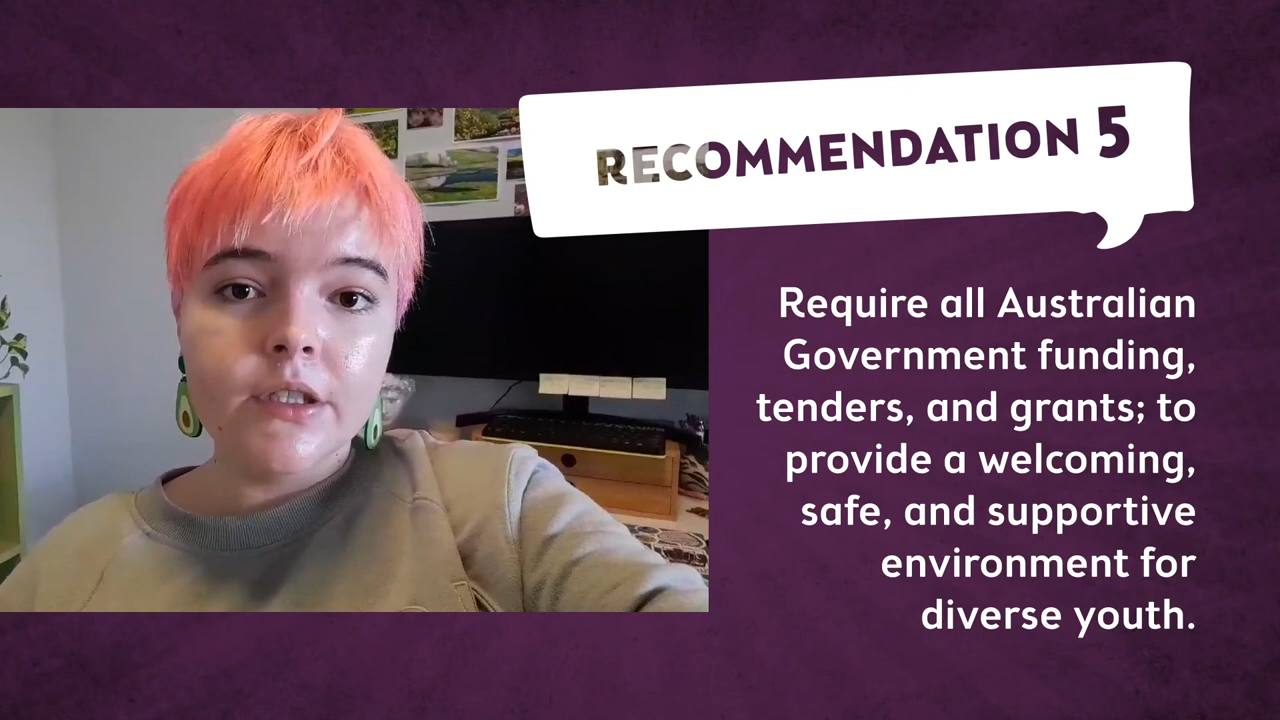 RECOMMENDATION 5
Require all Australian
Government funding,
tenders, and grants; to
provide a welcoming,
safe, and supportive
environment for
diverse youth.